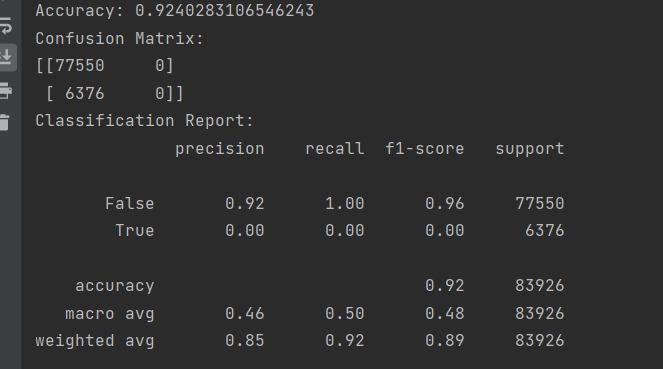 Accuracy: 0.9240283106546243
Confusion Matrix:
[[77550     0]
 [ 6376     0]]
Classification Report:
              precision    recall  f1-score   support

       False       0.92      1.00      0.96     77550
        True       0.00      0.00      0.00      6376

    accuracy                           0.92     83926
   macro avg       0.46      0.50      0.48     83926
weighted avg       0.85      0.92      0.89     83926